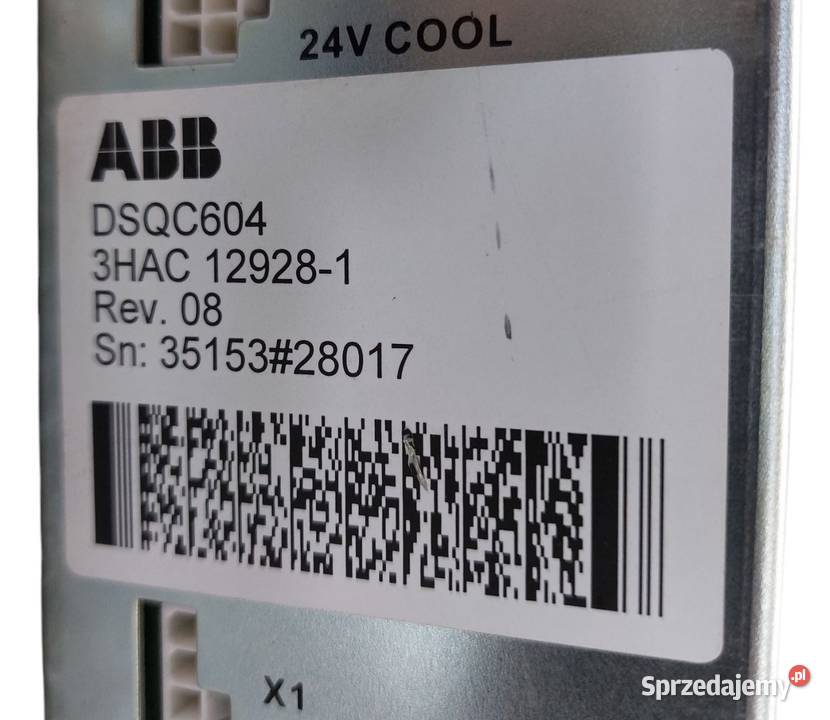 24V COOL
ABB
DSQC604
3HAC 12928-1
Rev. 08
Sn: 35153#28017
X1
Sprzedajemy.pl